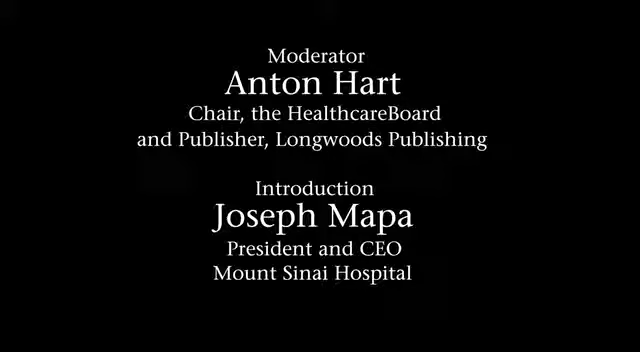 Moderator
Anton Hart
Chair, the HealthcareBoard
and Publisher, Longwoods Publishing
Introduction
Joseph Mapa
President and CEO
Mount Sinai Hospital